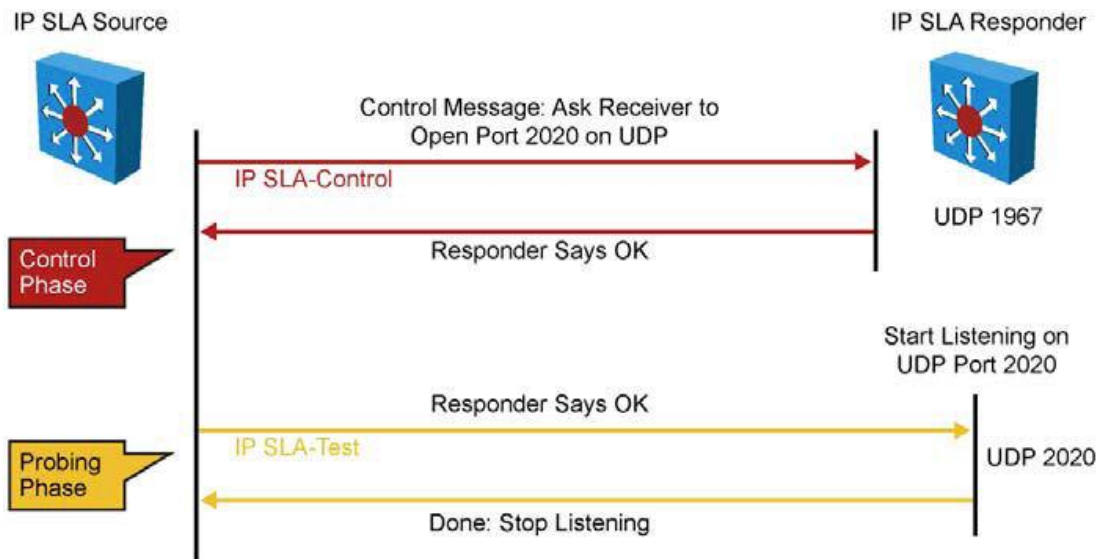 IP SLA Source
IP SLA Responder
Control Message: Ask Receiver to
Open Port 2020 on UDP
IP SLA-Control
UDP 1967
Responder Says OK
Control
Phase
Start Listening on
UDP Port 2020
Responder Says OK
IP SLA-Test
UDP 2020
Probing
Phase
Done: Stop Listening